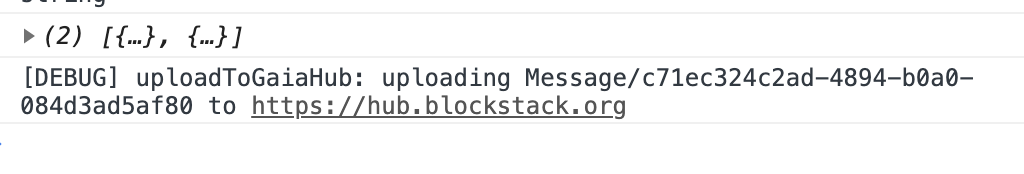 (2) [{…}, {…}]
[DEBUG] uploadToGaiaHub: uploading Message/c71ec324c2ad-4894-b0a0-
084d3ad5af80 to https://hub.blockstack.org